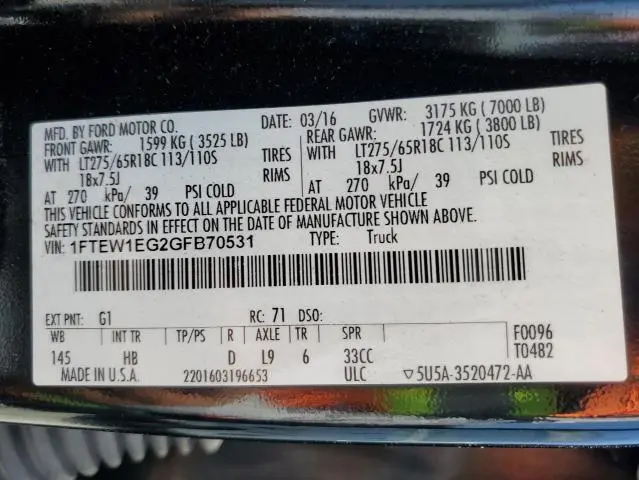 MFD. BY FORD MOTOR CO. DATE: 03/16 GVWR: 3175 KG ( 7000 LB)
FRONT GAWR: 1599 KG ( 3525 LB) REAR GAWR: 1724 KG ( 3800 LB)
WITH LT275/65R18C 113/110S TIRES WITH LT275/65R18C 113/110S TIRES
18x7.5J RIMS 18x7.5J RIMS
AT 270 kPa/ 39 PSI COLD AT 270 kPa/ 39 PSI COLD
THIS VEHICLE CONFORMS TO ALL APPLICABLE FEDERAL MOTOR VEHICLE
SAFETY STANDARDS IN EFFECT ON THE DATE OF MANUFACTURE SHOWN ABOVE.
VIN: 1FTEW1EG2GFB70531 TYPE: Truck
EXT PNT: G1 RC: 71 DSO:
WB INT TR TP/PS R AXLE TR SPR F0096
145 HB D L9 6 33CC T0482
MADE IN U.S.A. 2201603196653 ULC ▽5U5A-3520472-AA